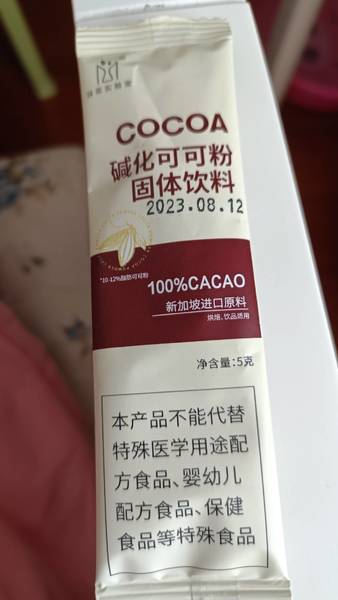 COCOA
碱化可可粉
固体饮料
2023.08.12
*10-12%脂肪可可粉
100%CACAO
新加坡进口原料
烘焙、饮品适用
净含量:5克
本产品不能代替
特殊医学用途配
方食品、婴幼儿
配方食品、保健
食品等特殊食品